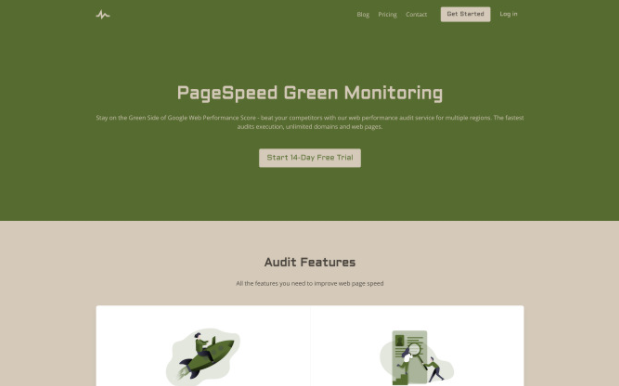 Blog Pricing Contact Get Started Log in
PageSpeed Green Monitoring
Stay on the Green Side of Google Web Performance Score - beat your competitors with our web performance audit service for multiple regions. The fastest
audits execution, unlimited domains and web pages.
Start 14-Day Free Trial
Audit Features
All the features you need to improve web page speed